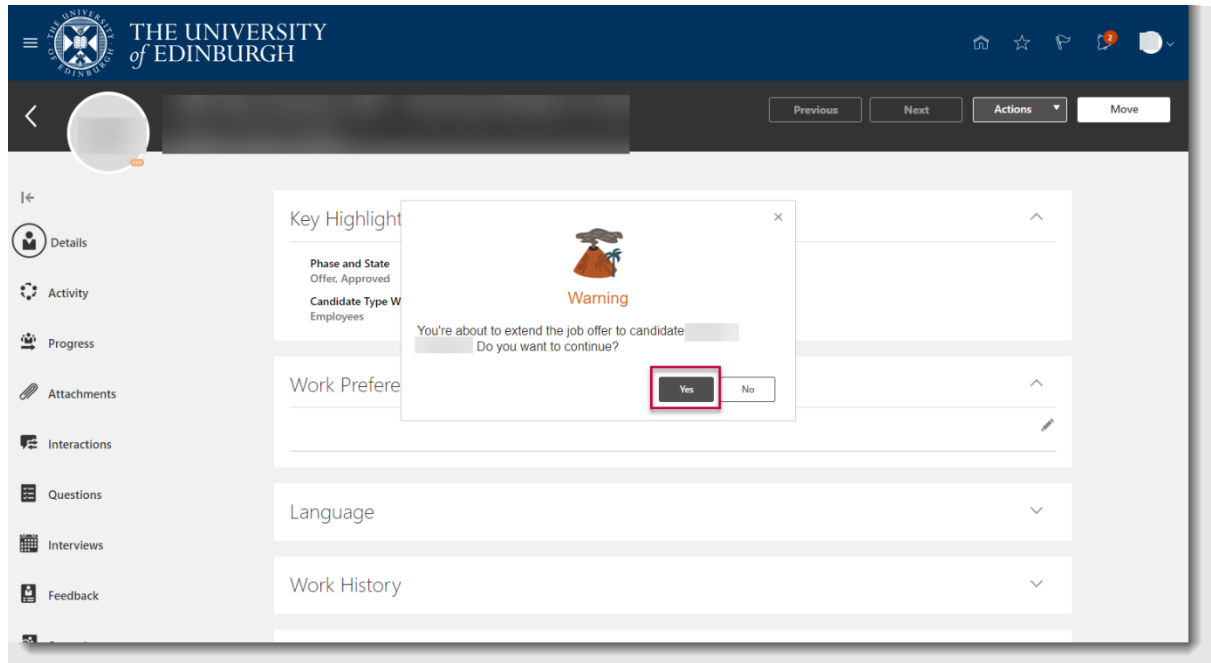 THE UNIVERSITY
of EDINBURGH
2
Previous
Next
Actions
Move
Details
Activity
Progress
Attachments
Interactions
Questions
Interviews
Feedback
Key Highlight
Phase and State
Offer, Approved
Candidate Type W
Employees
Warning
You're about to extend the job offer to candidate
Do you want to continue?
Yes
No
Work Prefere
Language
Work History